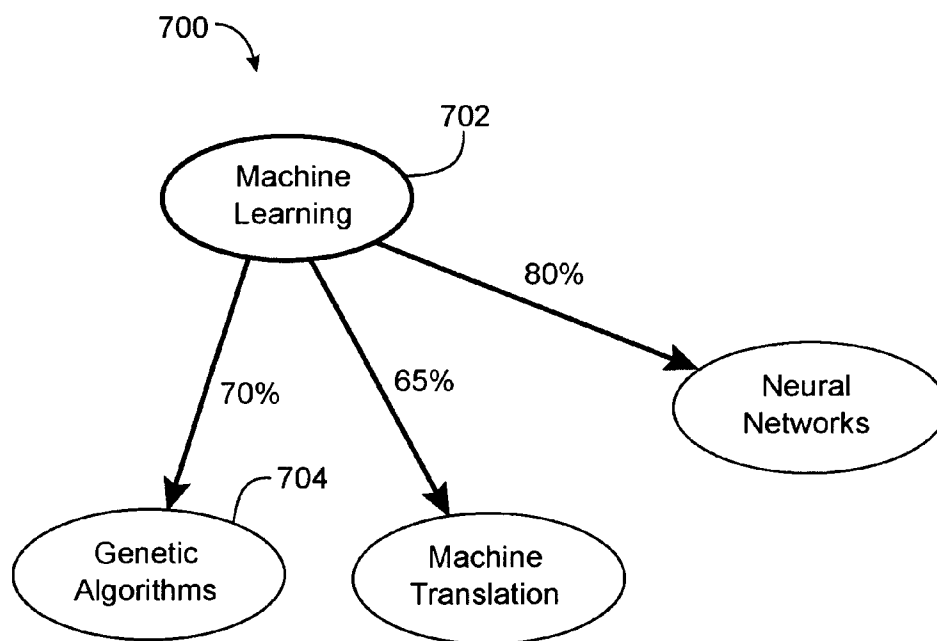 700
702
Machine
Learning
80%
70%
65%
Neural
Networks
704
Genetic
Algorithms
Machine
Translation